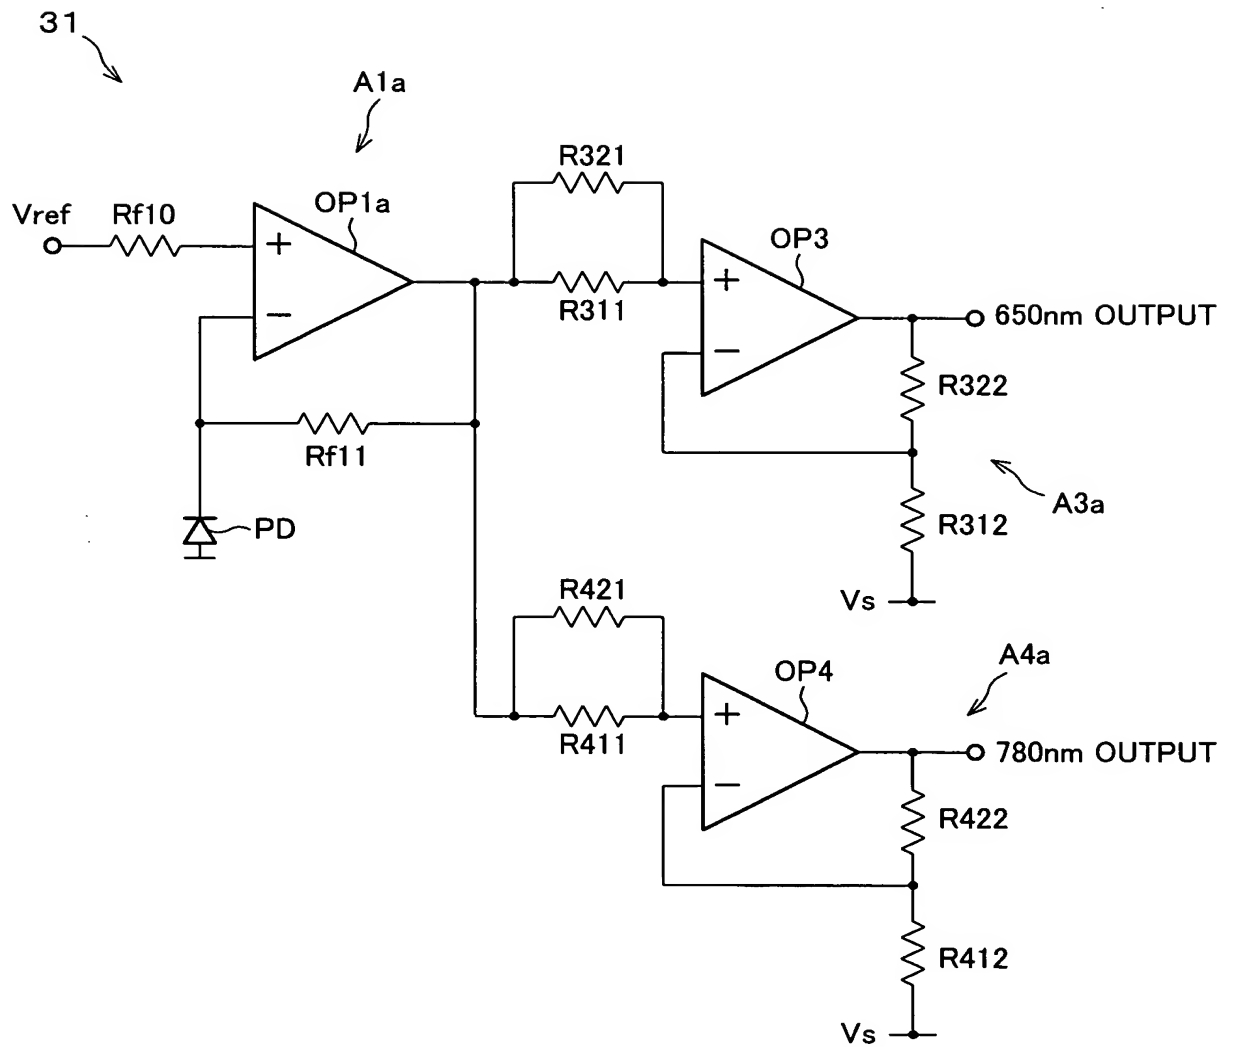 31
A1a
R321
Vref
Rf10
OP1a
+
−
OP3
R311
+
−
650nm OUTPUT
R322
Rf11
A3a
PD
R312
R421
Vs
A4a
OP4
+
−
R411
780nm OUTPUT
R422
R412
Vs